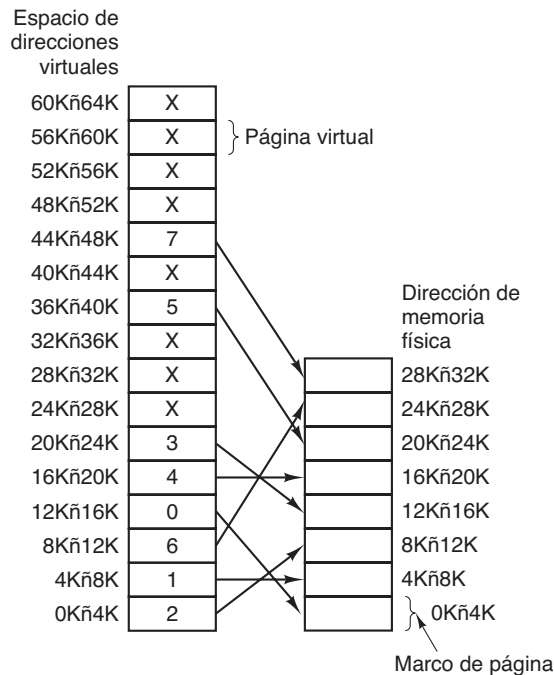 Espacio de
direcciones
virtuales
60Kñ64K X
56Kñ60K X Página virtual
52Kñ56K X
48Kñ52K X
44Kñ48K 7
40Kñ44K X
36Kñ40K 5
32Kñ36K X
28Kñ32K X
24Kñ28K X
20Kñ24K 3
16Kñ20K 4
12Kñ16K 0
8Kñ12K 6
4Kñ8K 1
0Kñ4K 2
Dirección de
memoria
física
28Kñ32K
24Kñ28K
20Kñ24K
16Kñ20K
12Kñ16K
8Kñ12K
4Kñ8K
0Kñ4K
Marco de página